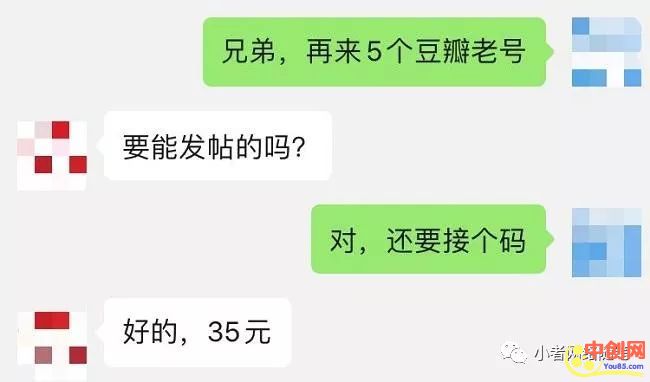 兄弟，再来5个豆瓣老号
要能发帖的吗？
对，还要接个码
好的，35元
小者网
中创网
You85.com